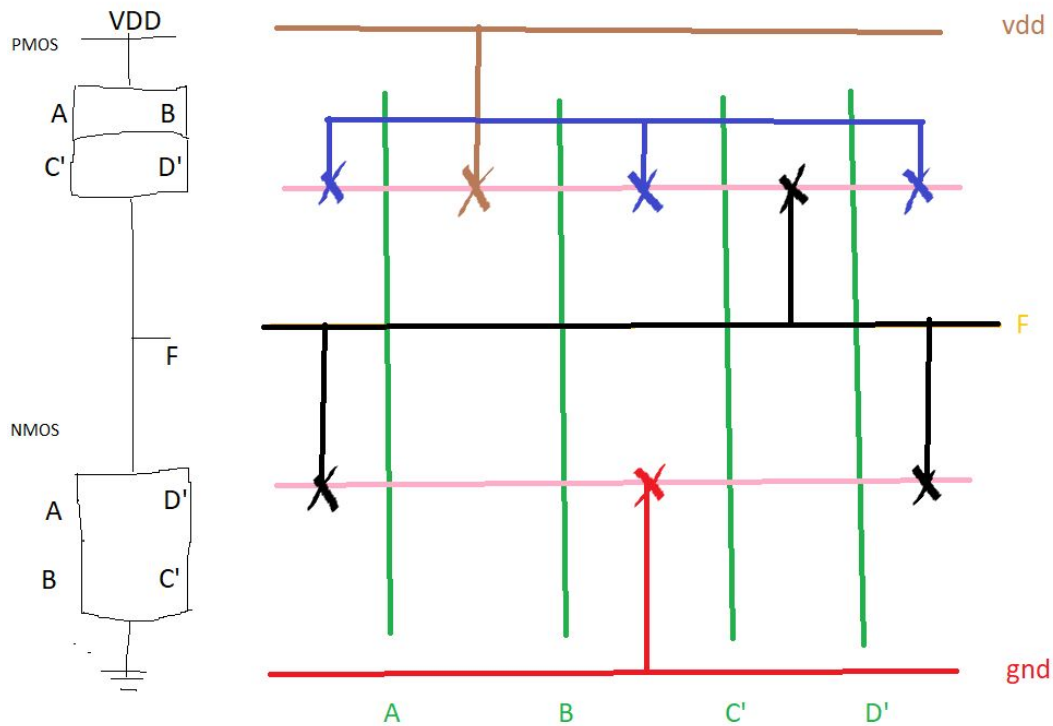 VDD
PMOS
A B
C' D'
F
NMOS
A D'
B C'
vdd
F
gnd
A B C' D'